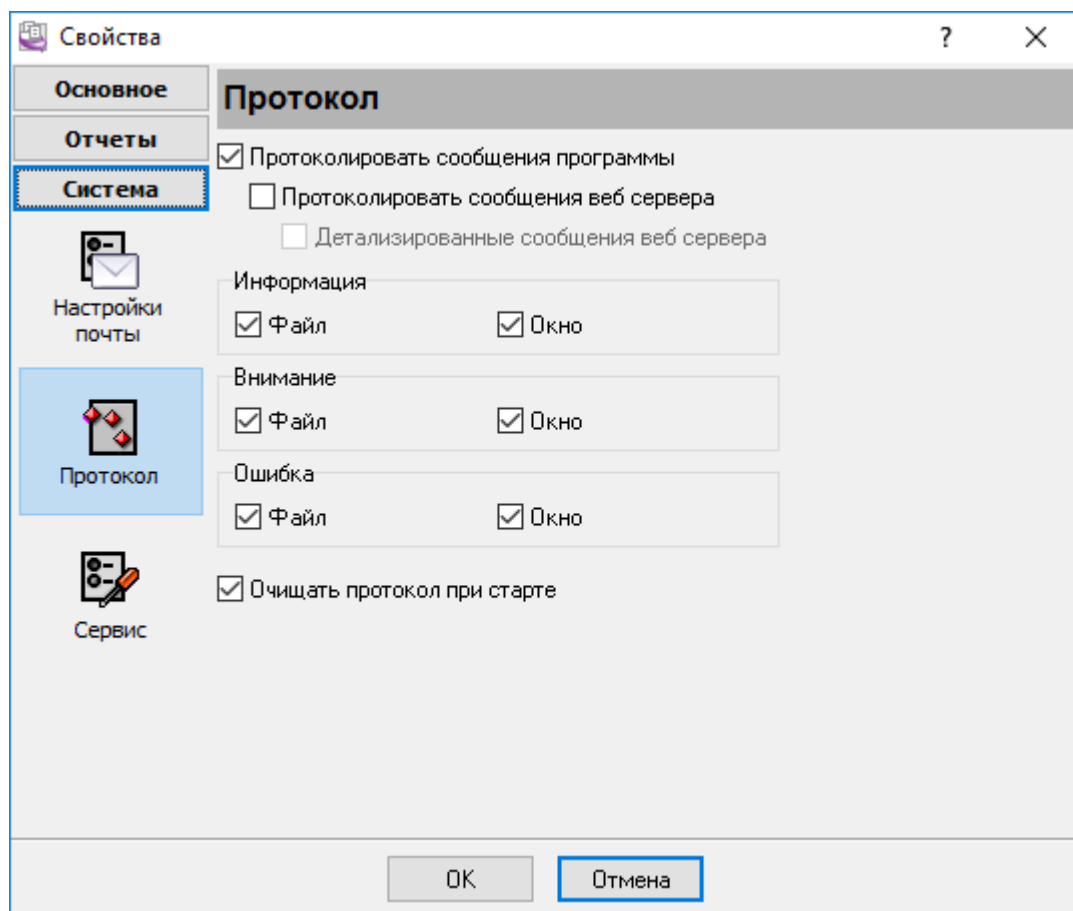 Свойства
Основное
Отчеты
Система
Настройки
почты
Протокол
Сервис
Протокол
Протоколировать сообщения программы
Протоколировать сообщения веб сервера
Детализированные сообщения веб сервера
Информация
Файл Окно
Внимание
Файл Окно
Ошибка
Файл Окно
Очищать протокол при старте
OK Отмена